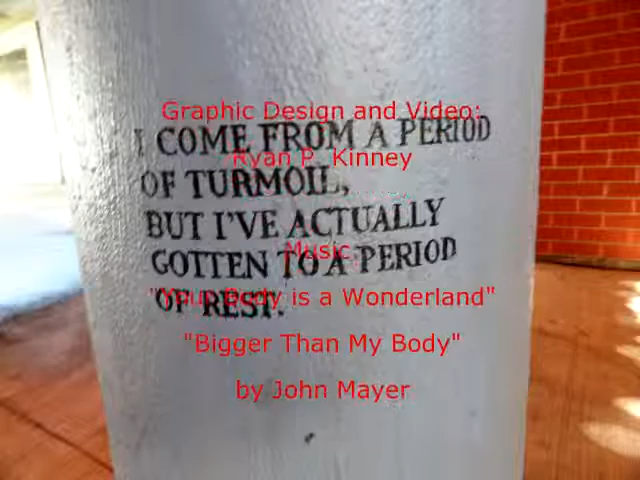 Graphic Design and Video:
I COME FROM A PERIOD
Ryan P. Kinney
OF TURMOIL,
BUT I'VE ACTUALLY
Music:
GOTTEN TO A PERIOD
"Your Body is a Wonderland"
OF REST.
"Bigger Than My Body"
by John Mayer